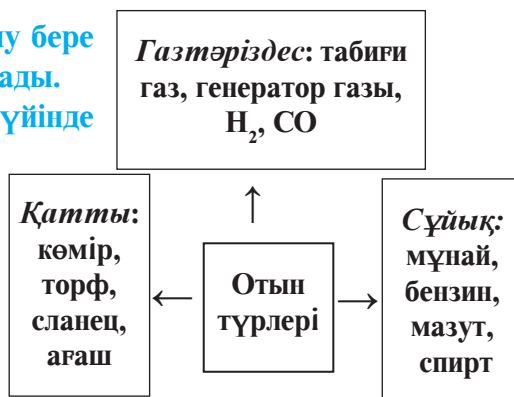 у бере
ады.
үйінде
Газтәріздес: табиғи
газ, генератор газы,
H₂, CO
Қатты:
көмір,
торф,
сланец,
ағаш
Отын
түрлері
Сұйық:
мұнай,
бензин,
мазут,
спирт